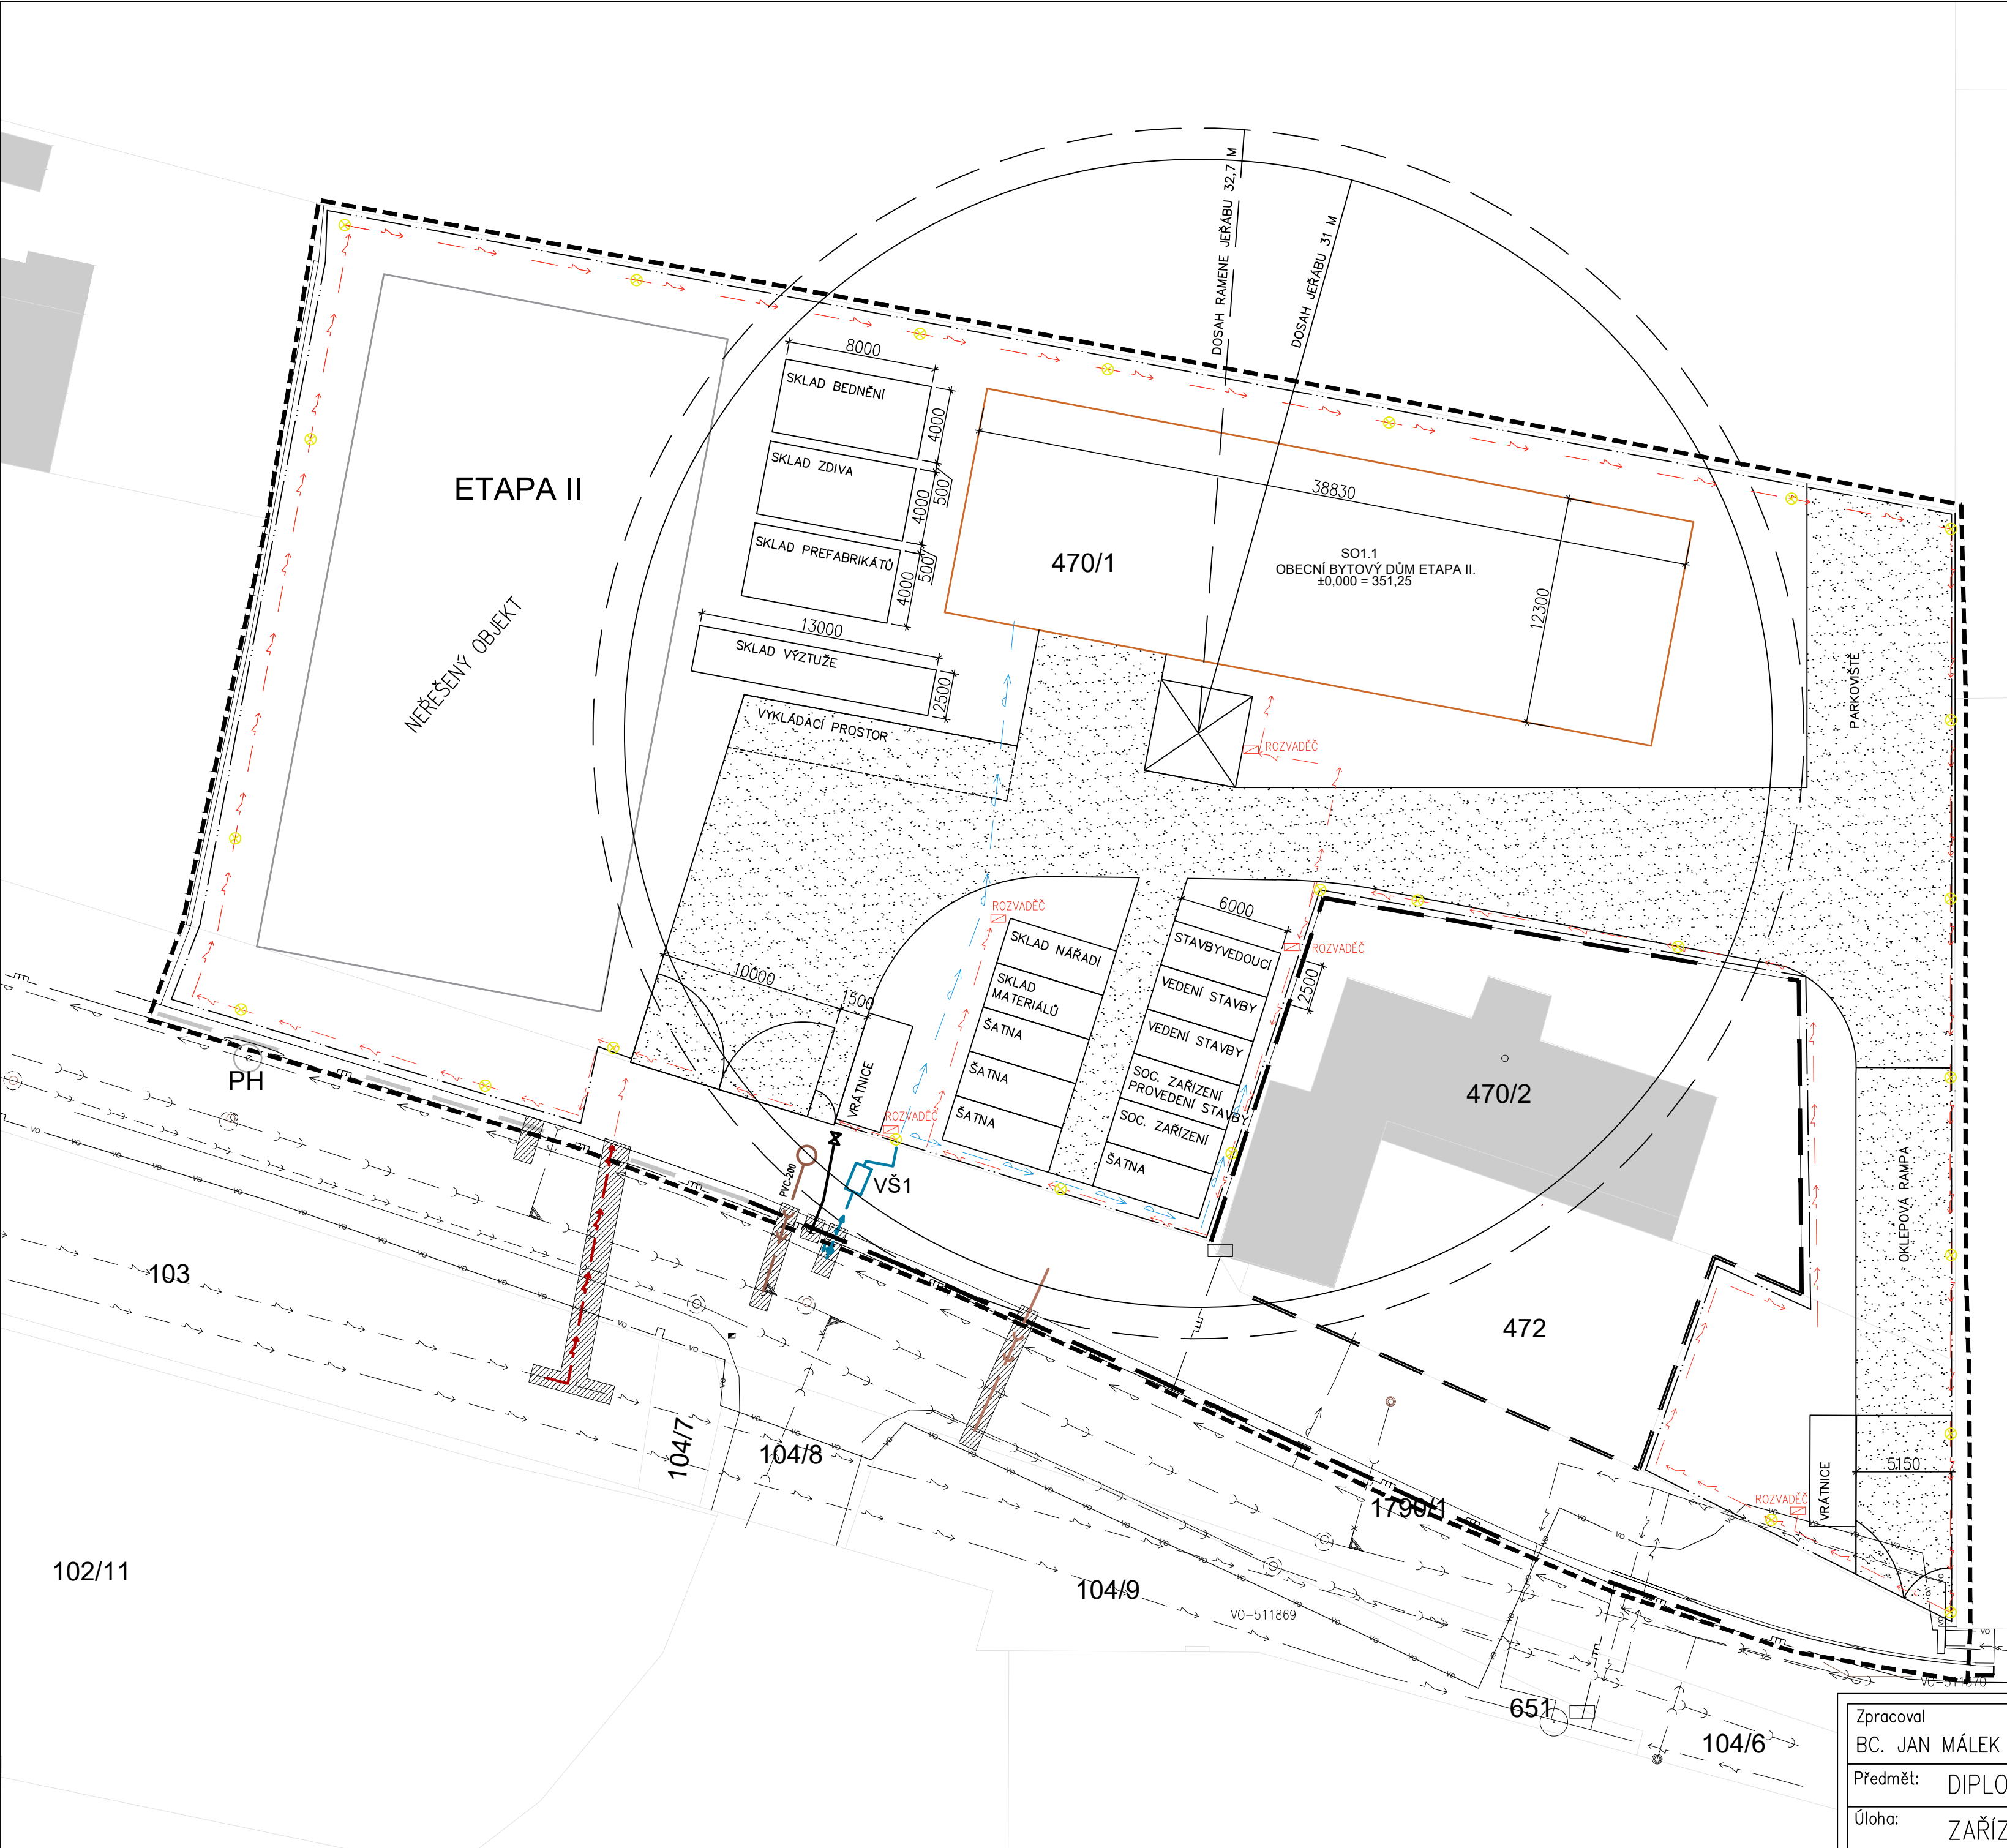 DOSAH RAMENE JEŘÁBU 32,7 M
DOSAH JEŘÁBU 31 M
8000
SKLAD BEDNĚNÍ
4000
500
SKLAD ZDIVA
4000
500
SKLAD PREFABRIKÁTŮ
4000
13000
SKLAD VÝZTUŽE
2500
VYKLÁDACÍ PROSTOR
ETAPA II
NEŘEŠENÝ OBJEKT
38830
470/1
SO1.1
OBECNÍ BYTOVÝ DŮM ETAPA II.
±0,000 = 351,25
12300
PARKOVIŠTĚ
ROZVADĚČ
ROZVADĚČ
6000
SKLAD NÁŘADÍ
SKLAD
MATERIÁLŮ
ŠATNA
ŠATNA
ŠATNA
STAVBYVEDOUCÍ
VEDENÍ STAVBY
VEDENÍ STAVBY
SOC. ZAŘÍZENÍ
PROVEDENÍ STAVBY
SOC. ZAŘÍZENÍ
ŠATNA
ROZVADĚČ
2500
10000
1500
VRÁTNICE
ROZVADĚČ
PH
PVC-200
VŠ1
470/2
OKLEPOVÁ RAMPA
103
472
104/7
104/8
1790/1
VRÁTNICE
5150
ROZVADĚČ
102/11
104/9
VO-511869
VO-511870
651
104/6
Zpracoval
BC. JAN MÁLEK
Předmět: DIPLO
Úloha: ZAŘÍZ